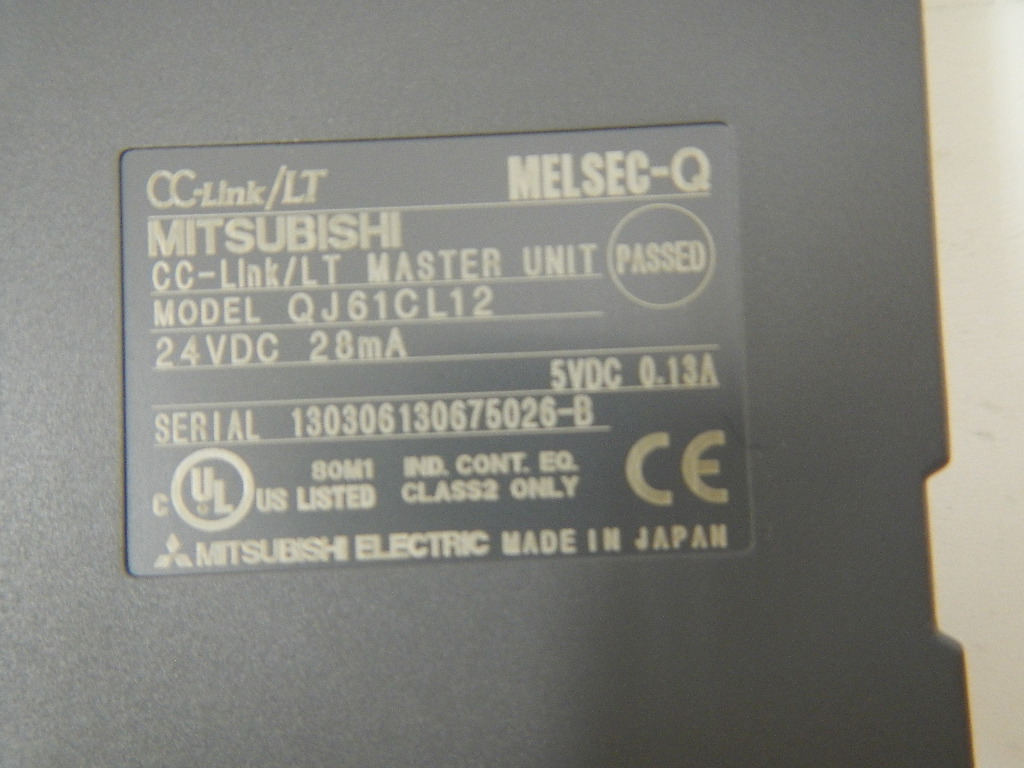 CC-Link/LT MELSEC-Q
MITSUBISHI
CC-Link/LT MASTER UNIT PASSED
MODEL QJ61CL12
24VDC 28mA
5VDC 0.13A
SERIAL 130306130675026-B
C UL US LISTED 80M1 IND. CONT. EQ.
CLASS2 ONLY
CE
MITSUBISHI ELECTRIC MADE IN JAPAN